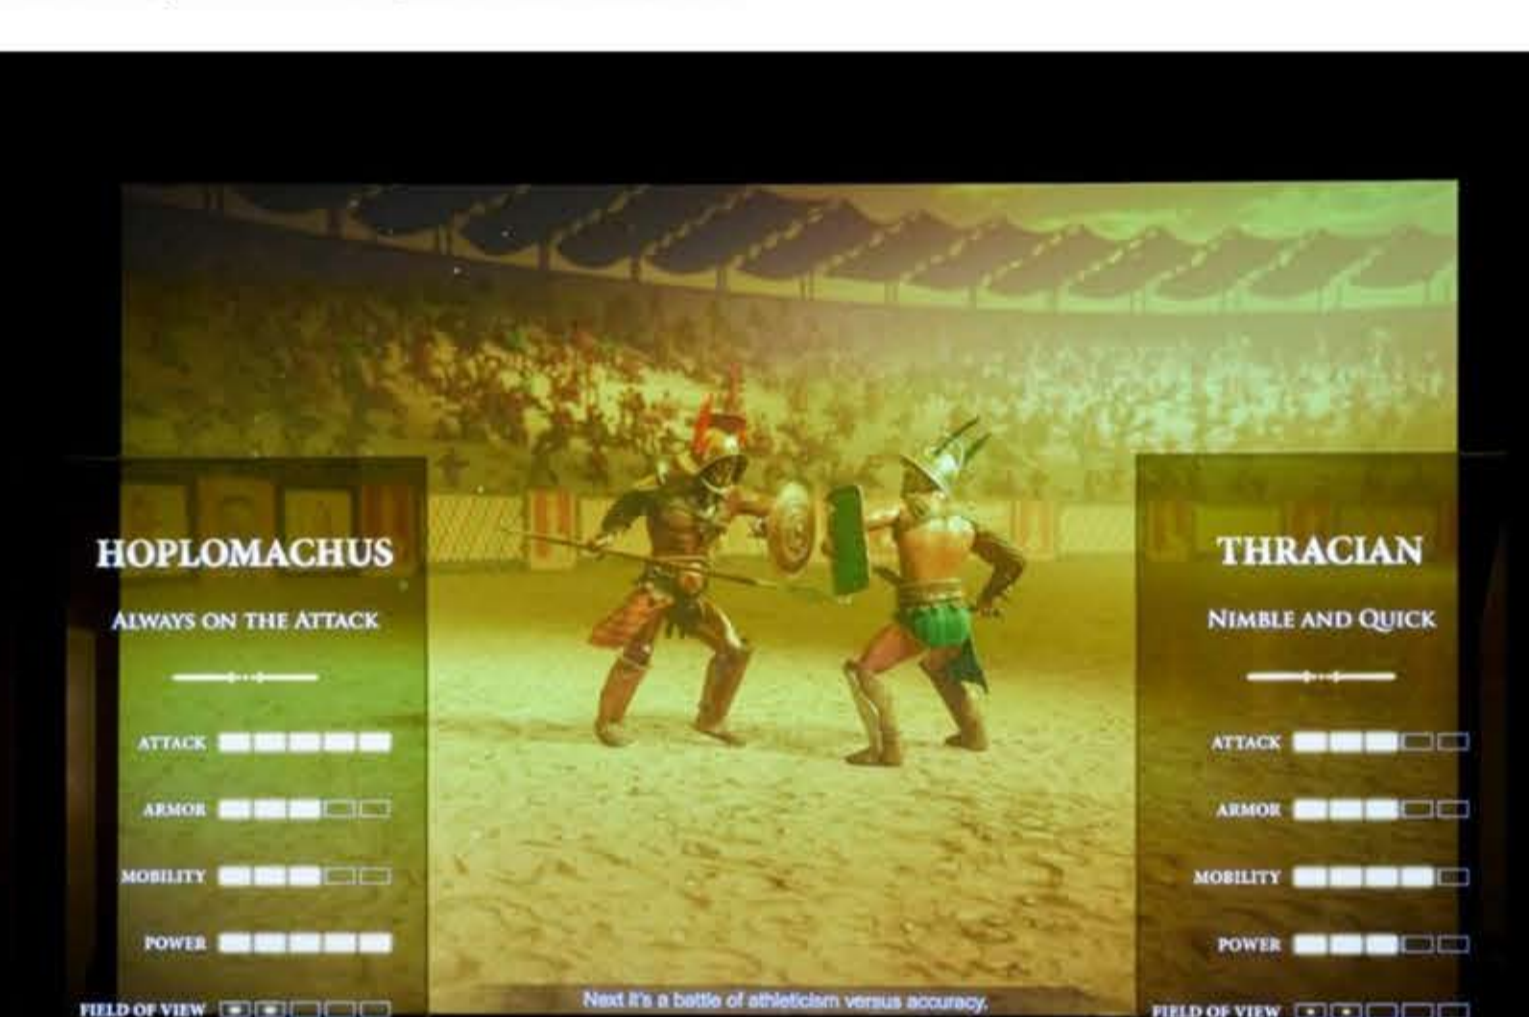 HOPLOMACHUS
ALWAYS ON THE ATTACK
ATTACK
ARMOR
MOBILITY
POWER
FIELD OF VIEW
THRACIAN
NIMBLE AND QUICK
ATTACK
ARMOR
MOBILITY
POWER
FIELD OF VIEW
Next it's a battle of athleticism versus accuracy.